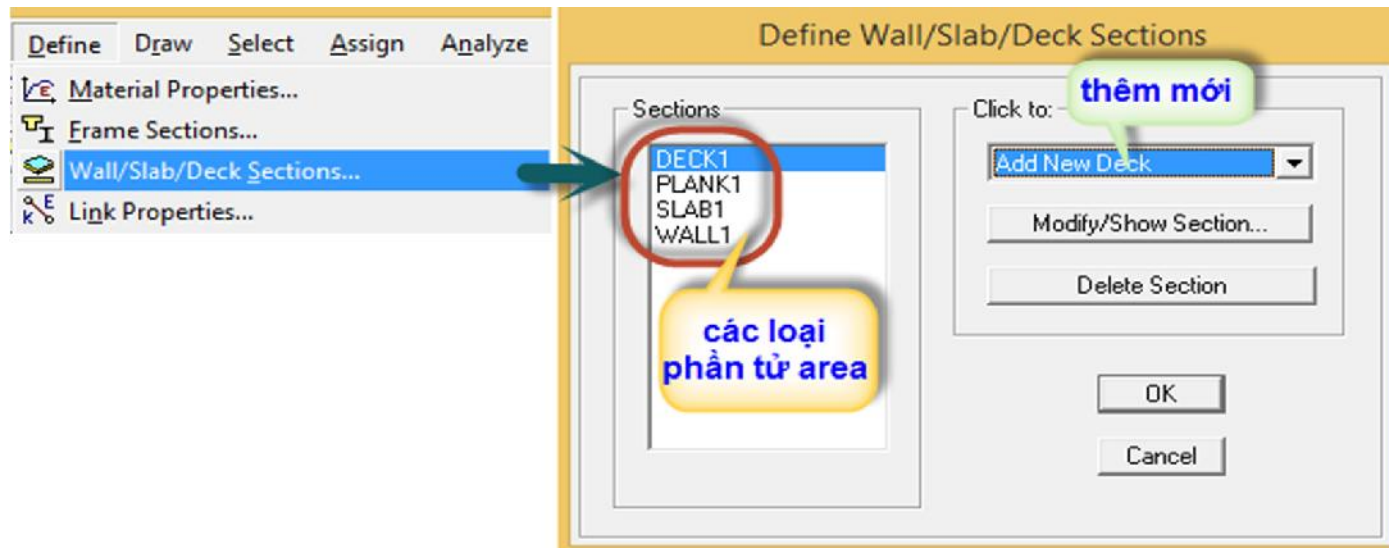 Define Draw Select Assign Analyze
Material Properties...
Frame Sections...
Wall/Slab/Deck Sections...
Link Properties...
Define Wall/Slab/Deck Sections
Sections
DECK1
PLANK1
SLAB1
WALL1
các loại
phần tử area
Click to:
thêm mới
Add New Deck
Modify/Show Section...
Delete Section
OK
Cancel